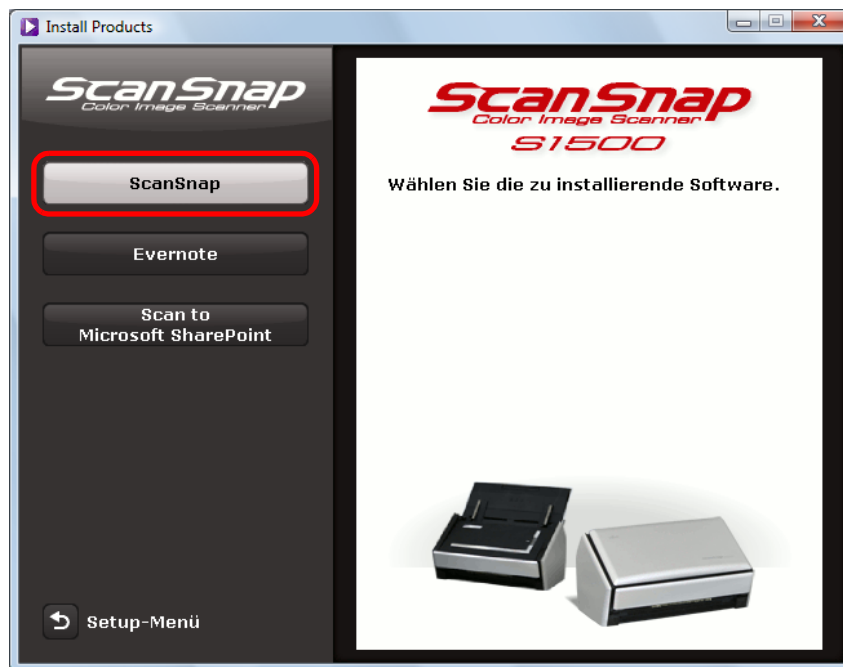 Install Products
ScanSnap
Color Image Scanner
ScanSnap
Evernote
Scan to
Microsoft SharePoint
Setup-Menü
ScanSnap
Color Image Scanner
S1500
Wählen Sie die zu installierende Software.